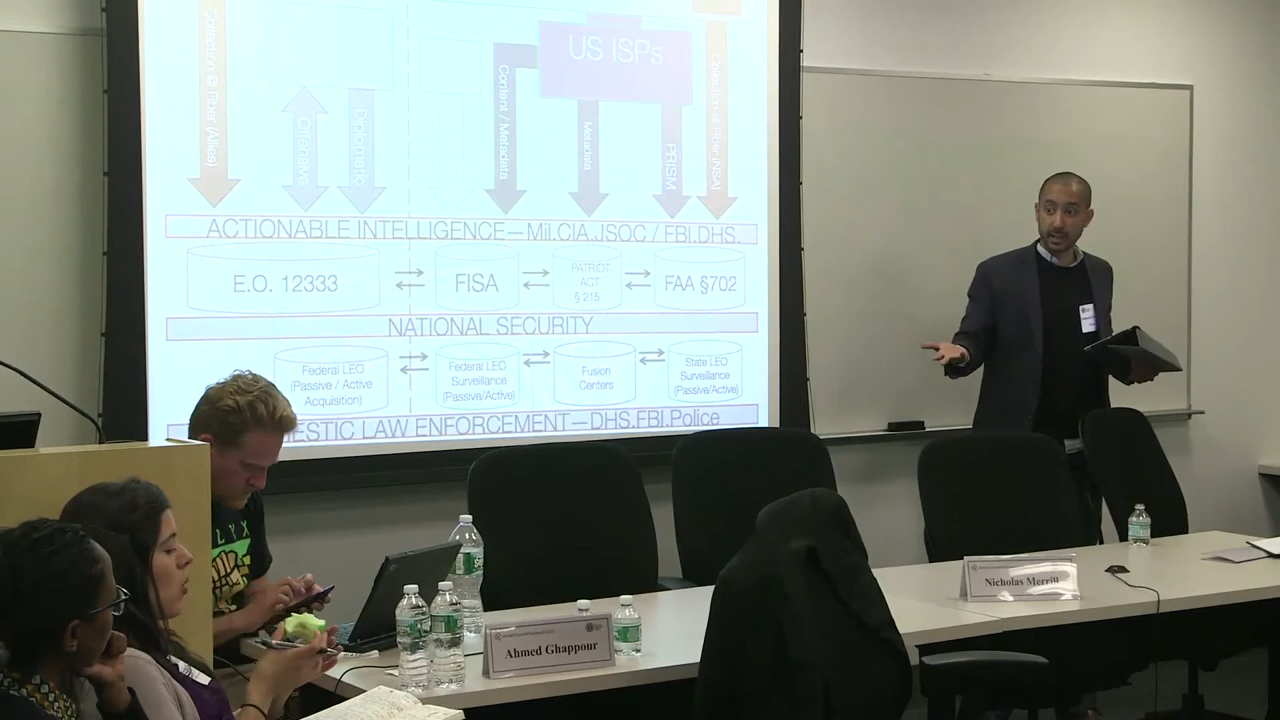 US ISPs
Collection @ Fiber (Allies)
Offensive
Diplomatic
Content / Metadata
Metadata
PRISM
Collection @ Fiber (NSA)
ACTIONABLE INTELLIGENCE—Mil.CIA.JSOC / FBI.DHS.
E.O. 12333
FISA
PATRIOT
ACT
§ 215
FAA §702
NATIONAL SECURITY
Federal LEO
(Passive / Active
Acquisition)
Federal LEO
Surveillance
(Passive/Active)
Fusion
Centers
State LEO
Surveillance
(Passive/Active)
ESTIC LAW ENFORCEMENT—DHS.FBI.Police
LYX
Nicholas Merrill
Ahmed Ghappour